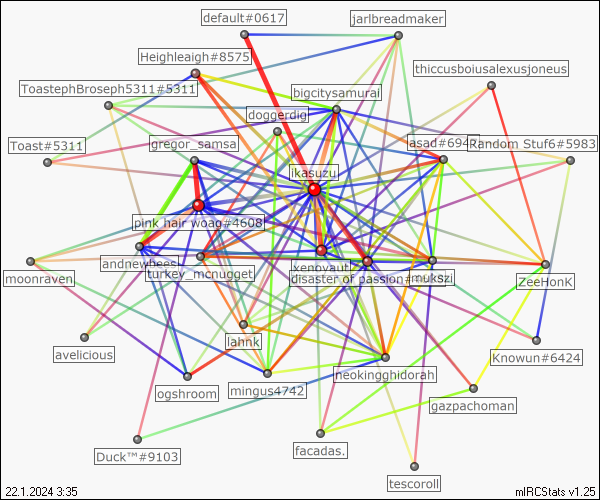 default#0617
jarlbreadmaker
Heighleaigh#8575
thiccusboiusalexusjoneus
ToastephBroseph5311#5311
bigcitysamurai
doggerdig
Toast#5311
gregor_samsa
asad#694
Random Stuf6#5983
ikasuzu
pink hair woag#4608
andnewbees
turkey_mcnugget
xenovaut
disaster of passion#
mukszi
moonraven
ZeeHonK
lahnk
avelicious
Knowun#6424
ogshroom
mingus4742
neokingghidorah
gazpachoman
Duck™#9103
facadas.
tescoroll
22.1.2024 3:35
mIRCStats v1.25